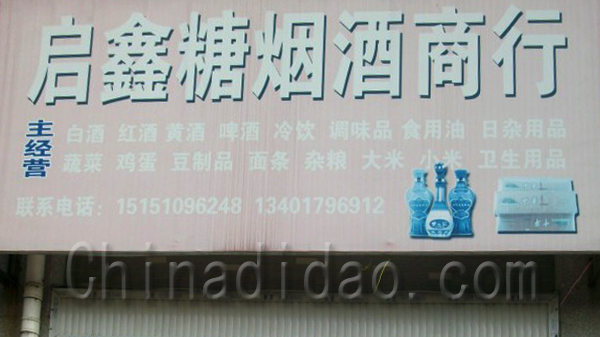 启鑫糖烟酒商行
主经营
白酒 红酒 黄酒 啤酒 冷饮 调味品 食用油 日杂用品
蔬菜 鸡蛋 豆制品 面条 杂粮 大米 小米 卫生用品
联系电话：15151096248 13401796912
Chinadidao.com